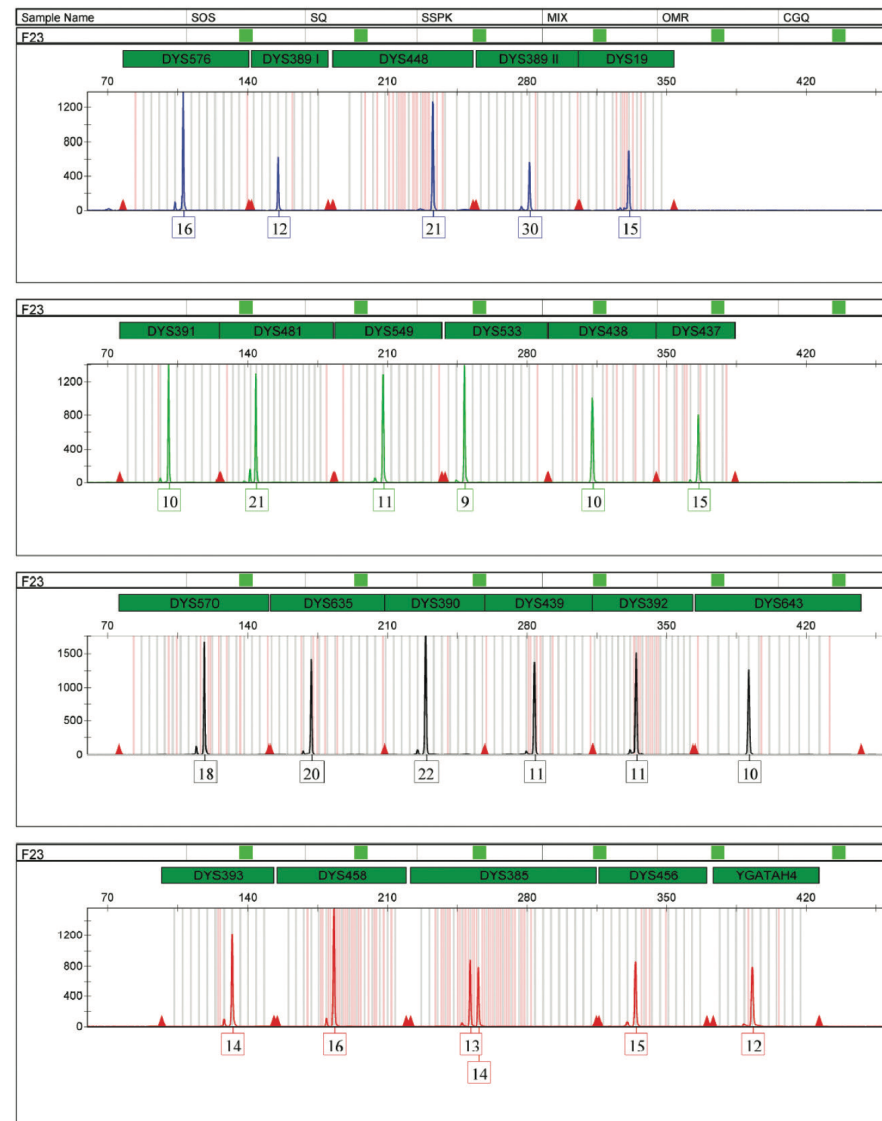 Sample Name SOS SQ SSPK MIX OMR CGQ
F23
DYS576 DYS389 I DYS448 DYS389 II DYS19
70 140 210 280 350 420
1200
800
400
0
16 12 21 30 15
F23
DYS391 DYS481 DYS549 DYS533 DYS438 DYS437
70 140 210 280 350 420
1200
800
400
0
10 21 11 9 10 15
F23
DYS570 DYS635 DYS390 DYS439 DYS392 DYS643
70 140 210 280 350 420
1500
1000
500
0
18 20 22 11 11 10
F23
DYS393 DYS458 DYS385 DYS456 YGATAH4
70 140 210 280 350 420
1200
800
400
0
14 16 13 15 12
14